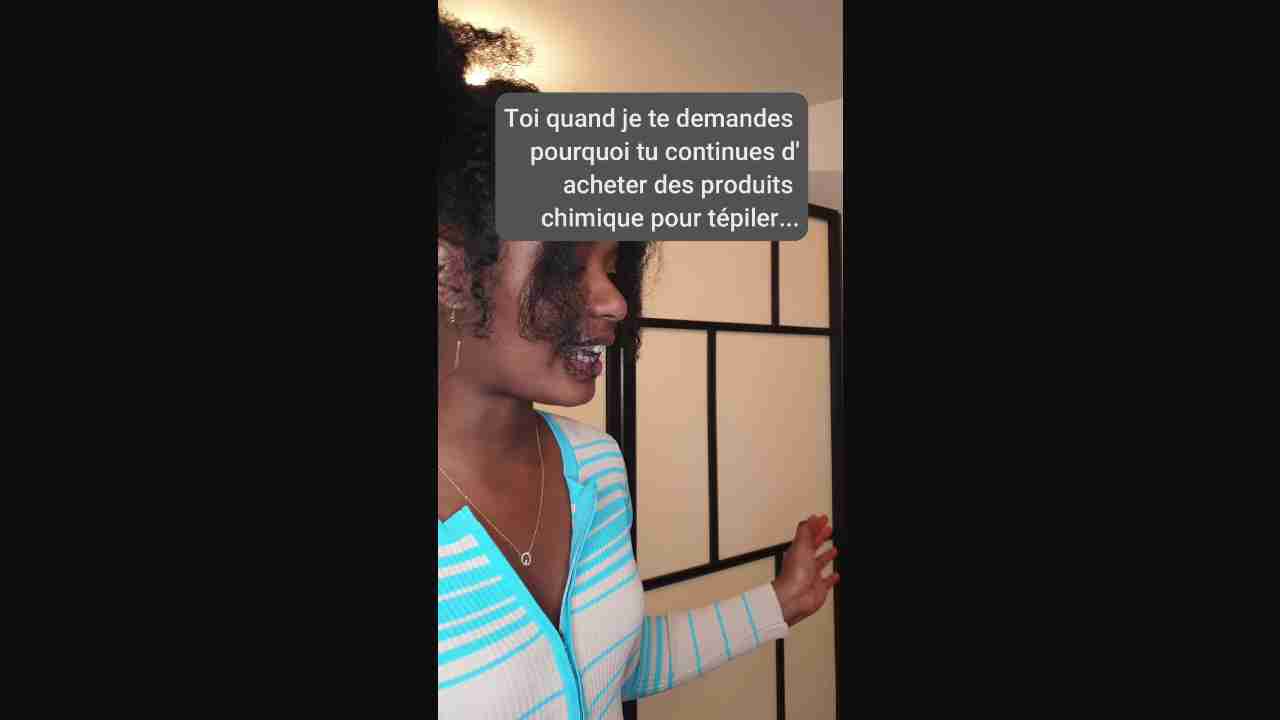 Toi quand je te demandes
pourquoi tu continues d'
acheter des produits
chimique pour tépiler...